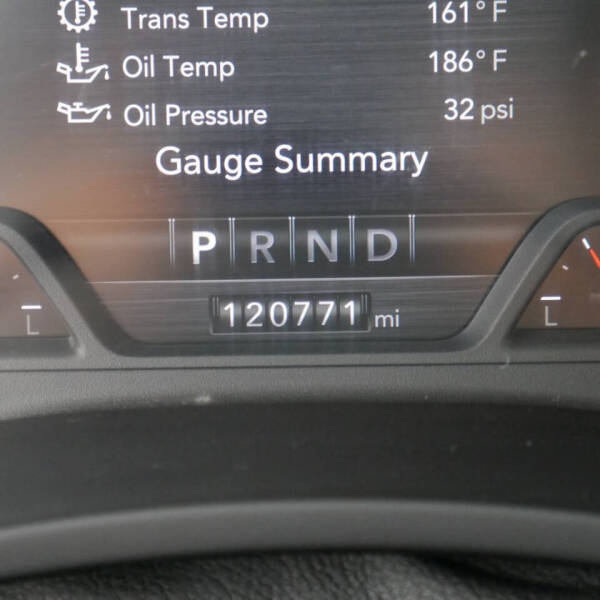 Trans Temp 161° F
Oil Temp 186° F
Oil Pressure 32 psi
Gauge Summary
P R N D
120771 mi
L L